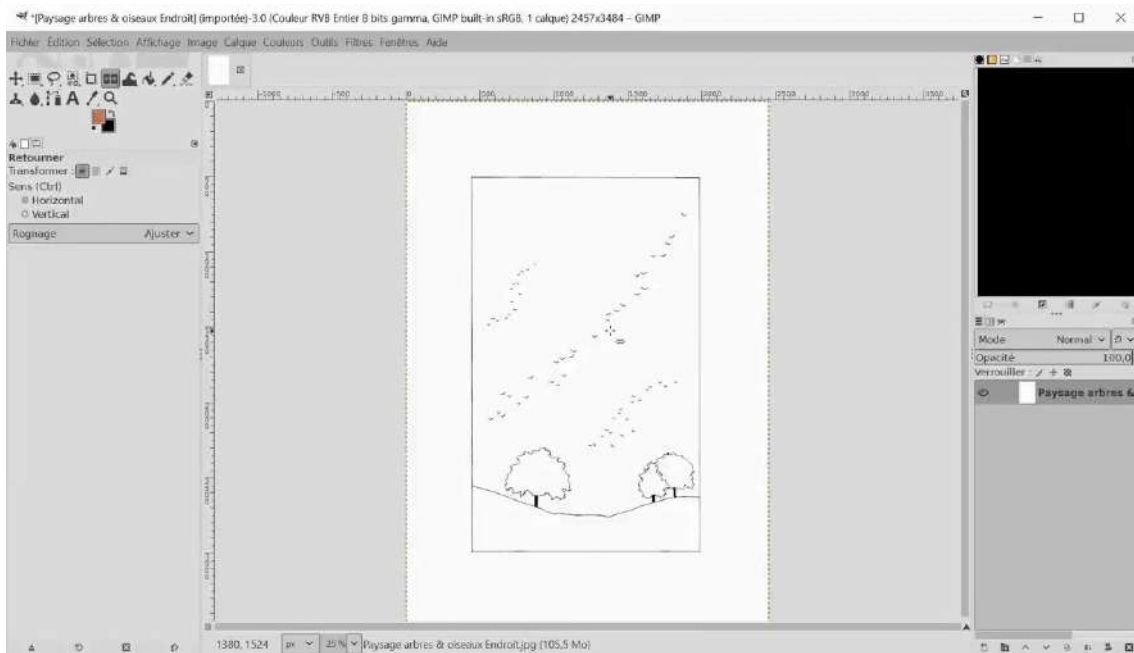 *[Paysage arbres & oiseaux Endroit] (importée)-3.0 (Couleur RVB Entier 8 bits gamma, GIMP built-in sRGB, 1 calque) 2457x3484 – GIMP
Fichier Édition Sélection Affichage Image Calque Couleurs Outils Filtres Fenêtres Aide
Retourner
Transformer :
Sens (Ctrl)
Horizontal
Vertical
Rognage Ajuster
Mode Normal
Opacité 100,0
Verrouiller :
Paysage arbres &
1380, 1524 px 25 % Paysage arbres & oiseaux Endroit.jpg (105,5 Mo)